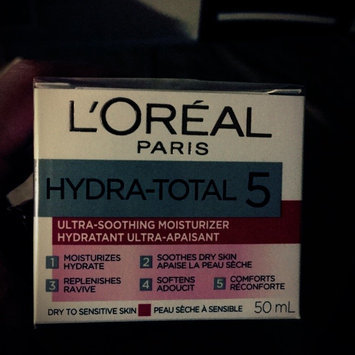 L'ORÉAL
PARIS
HYDRA-TOTAL 5
ULTRA-SOOTHING MOISTURIZER
HYDRATANT ULTRA-APAISANT
1 MOISTURIZES HYDRATE
2 SOOTHES DRY SKIN APAISE LA PEAU SÈCHE
3 REPLENISHES RAVIVE
4 SOFTENS ADOUCIT
5 COMFORTS RÉCONFORTE
DRY TO SENSITIVE SKIN PEAU SÈCHE À SENSIBLE 50 mL